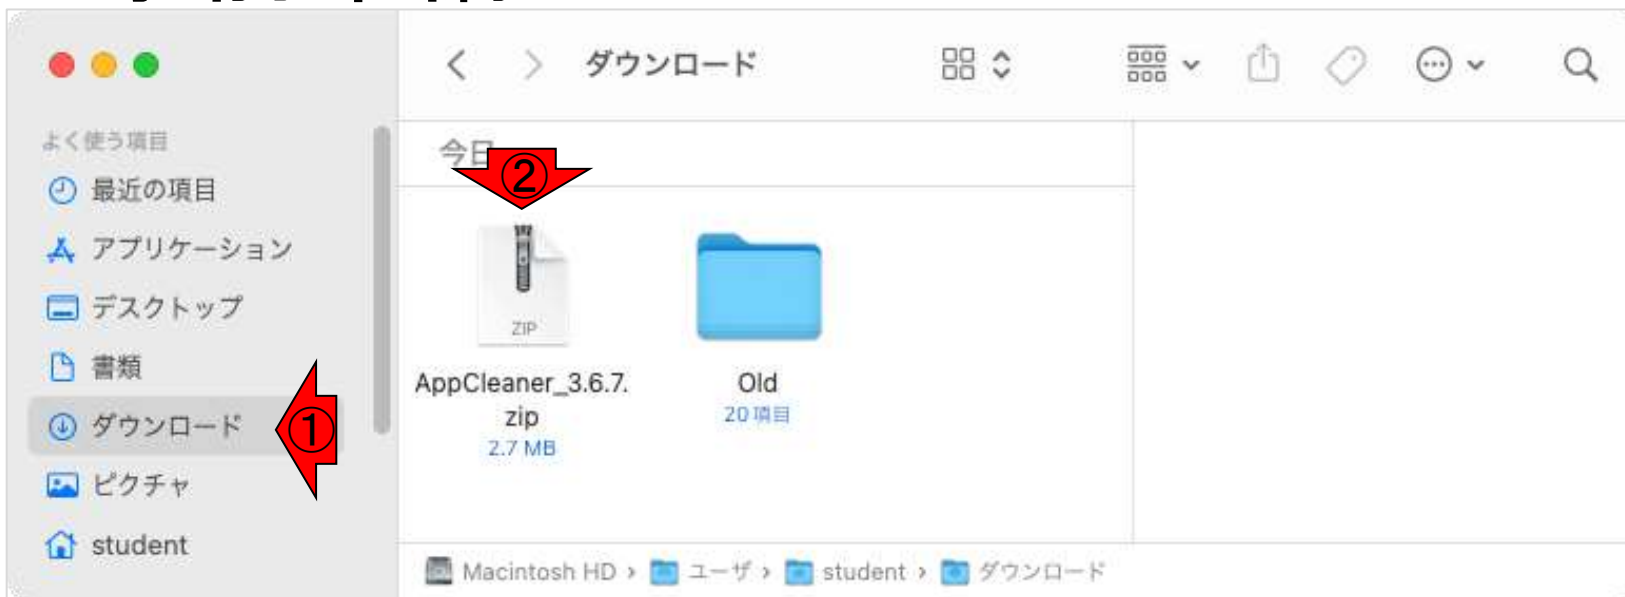 ダウンロード
よく使う項目
最近の項目
アプリケーション
デスクトップ
書類
ダウンロード
①
ピクチャ
student
今日
②
ZIP
AppCleaner_3.6.7.
zip
2.7 MB
Old
20項目
Macintosh HD › ユーザ › student › ダウンロード